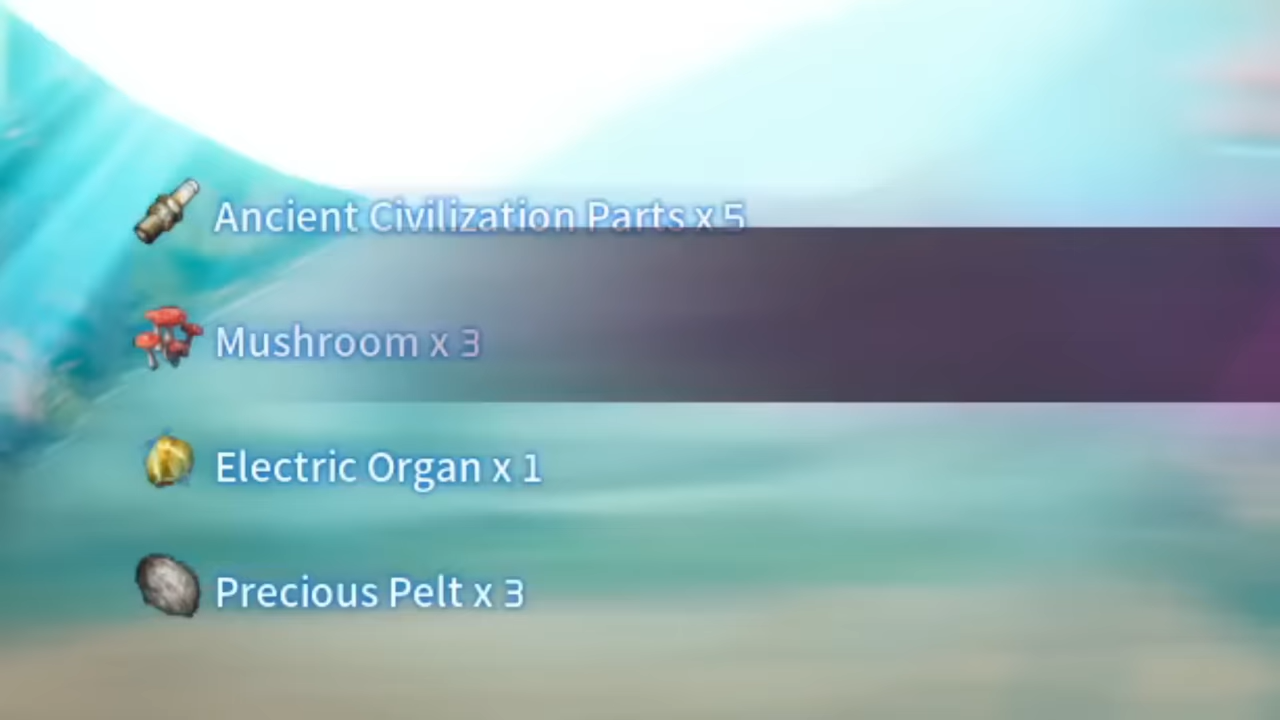 Ancient Civilization Parts x 5
Mushroom x 3
Electric Organ x 1
Precious Pelt x 3